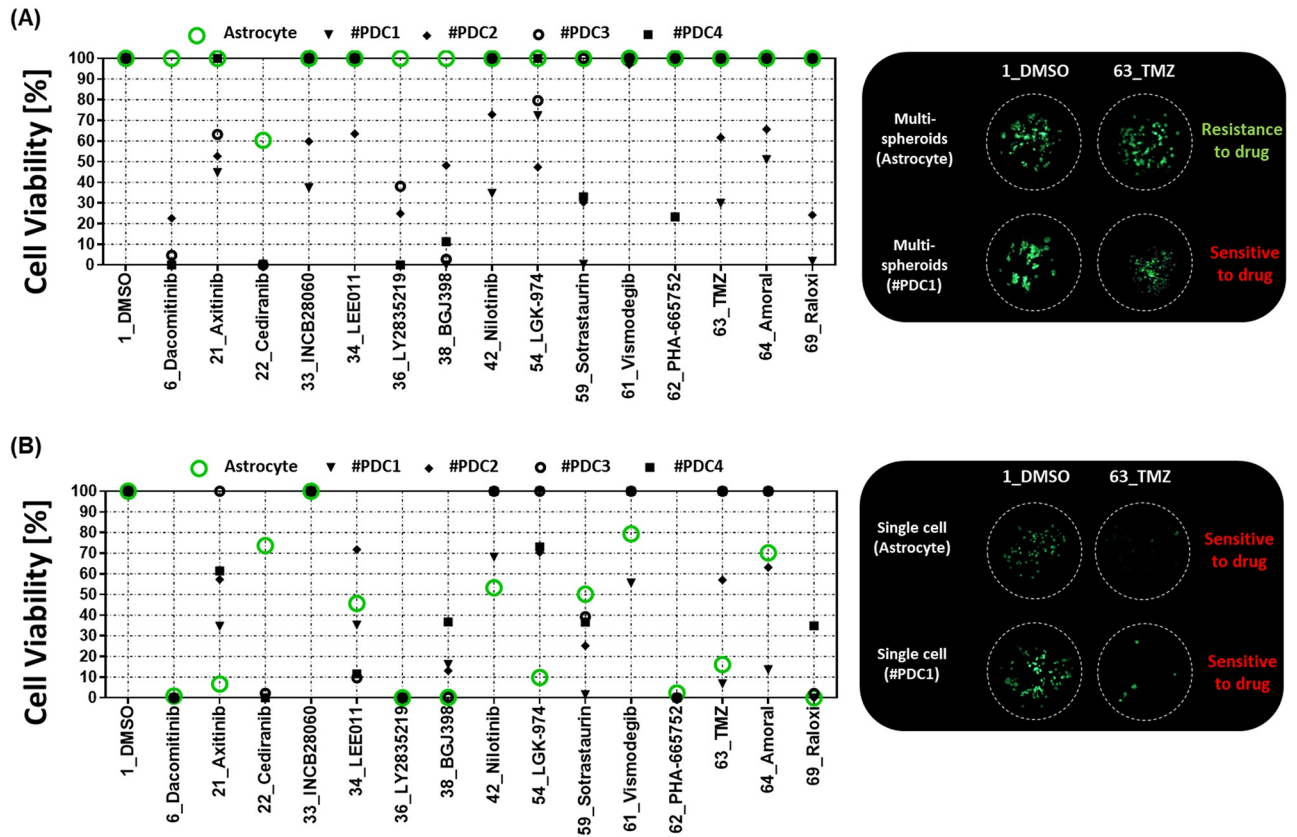 (A)
Astrocyte #PDC1 #PDC2 #PDC3 #PDC4
Cell Viability [%]
100
90
80
70
60
50
40
30
20
10
0
1_DMSO
6_Dacomitinib
21_Axitinib
22_Cediranib
33_INCB28060
34_LEE011
36_LY2835219
38_BGJ398
42_Nilotinib
54_LGK-974
59_Sotrastaurin
61_Vismodegib
62_PHA-665752
63_TMZ
64_Amoral
69_Raloxi
1_DMSO 63_TMZ
Multi-
spheroids
(Astrocyte)
Resistance
to drug
Multi-
spheroids
(#PDC1)
Sensitive
to drug
(B)
Astrocyte #PDC1 #PDC2 #PDC3 #PDC4
Cell Viability [%]
100
90
80
70
60
50
40
30
20
10
0
1_DMSO
6_Dacomitinib
21_Axitinib
22_Cediranib
33_INCB28060
34_LEE011
36_LY2835219
38_BGJ398
42_Nilotinib
54_LGK-974
59_Sotrastaurin
61_Vismodegib
62_PHA-665752
63_TMZ
64_Amoral
69_Raloxi
1_DMSO 63_TMZ
Single cell
(Astrocyte)
Sensitive
to drug
Single cell
(#PDC1)
Sensitive
to drug